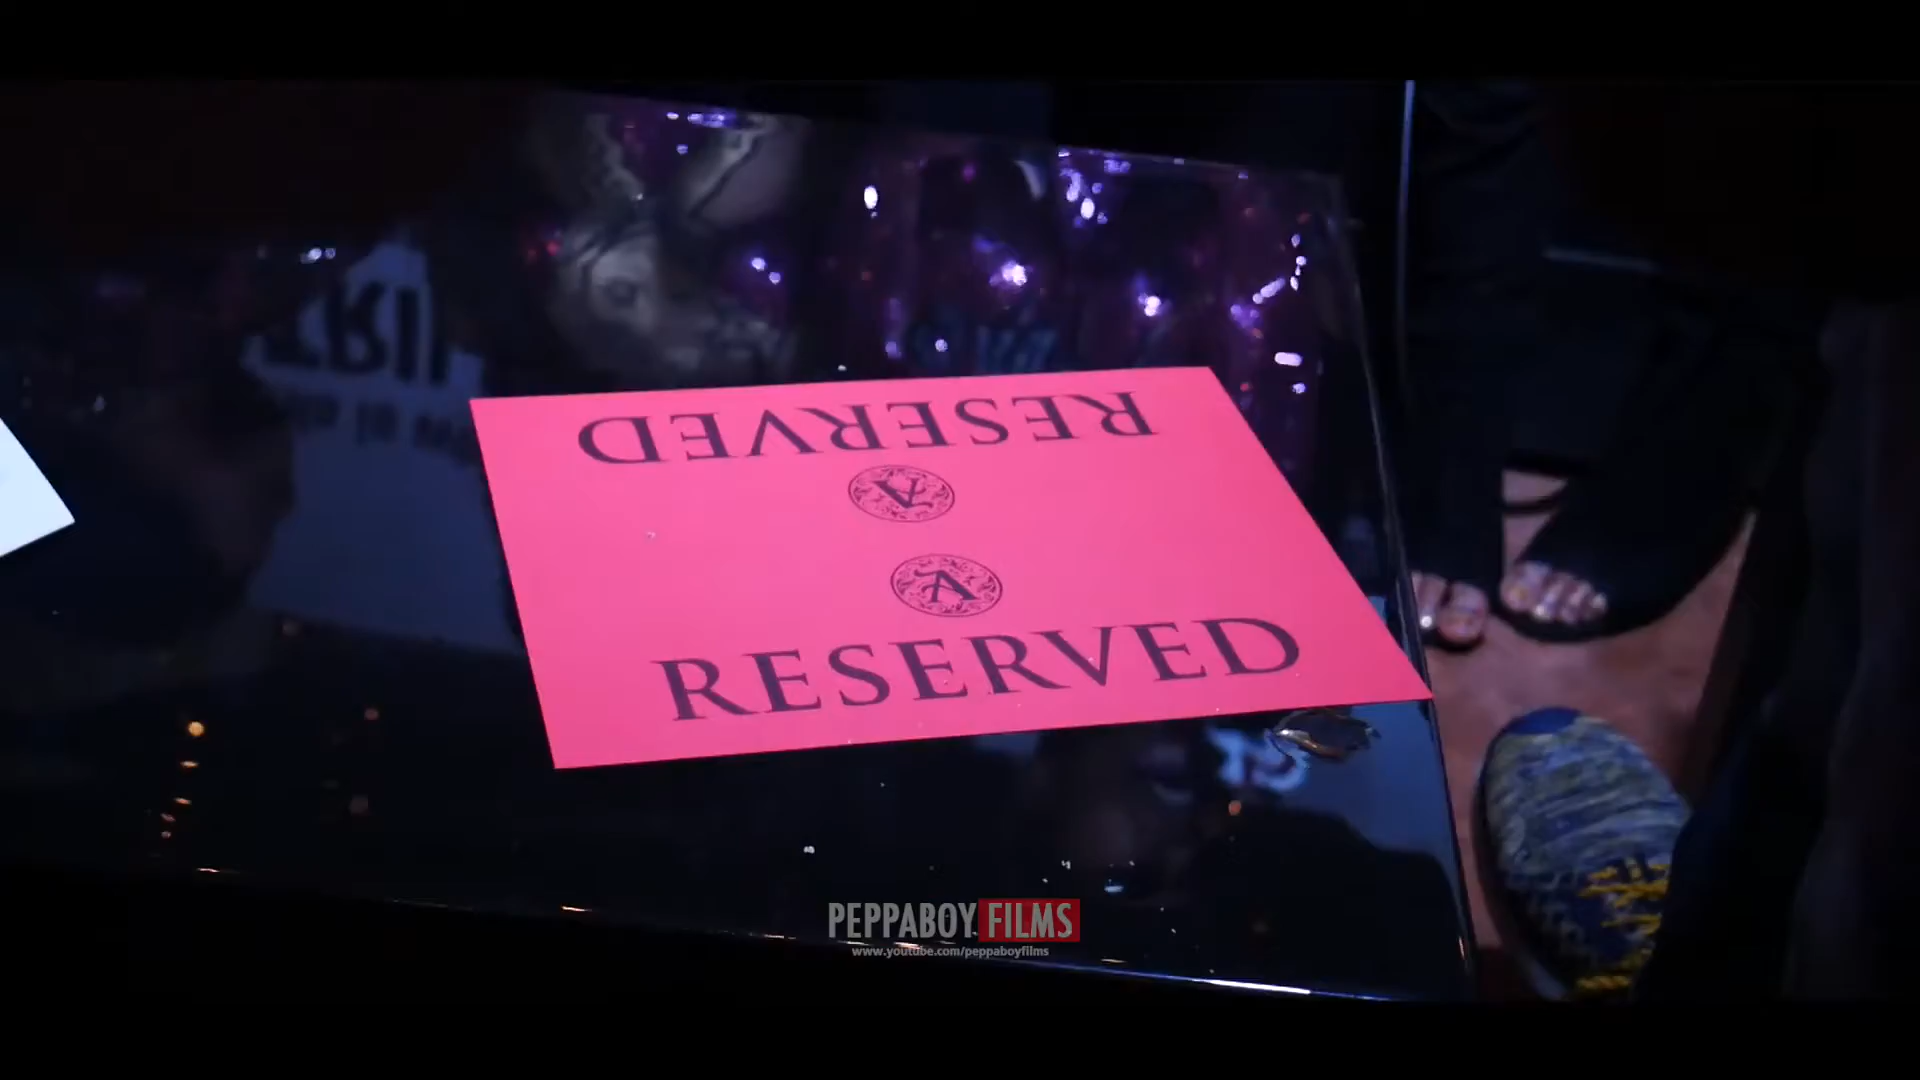 RESERVED
A
A
RESERVED
PEPPABOY FILMS
www.youtube.com/peppaboyfilms